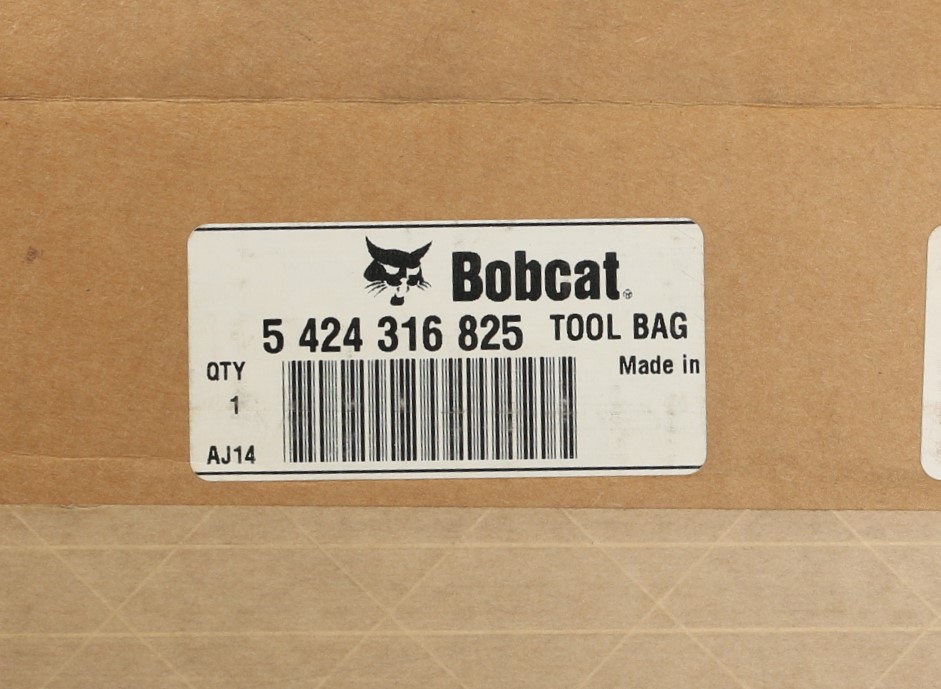 Bobcat
5 424 316 825 TOOL BAG
QTY
Made in
1
AJ14